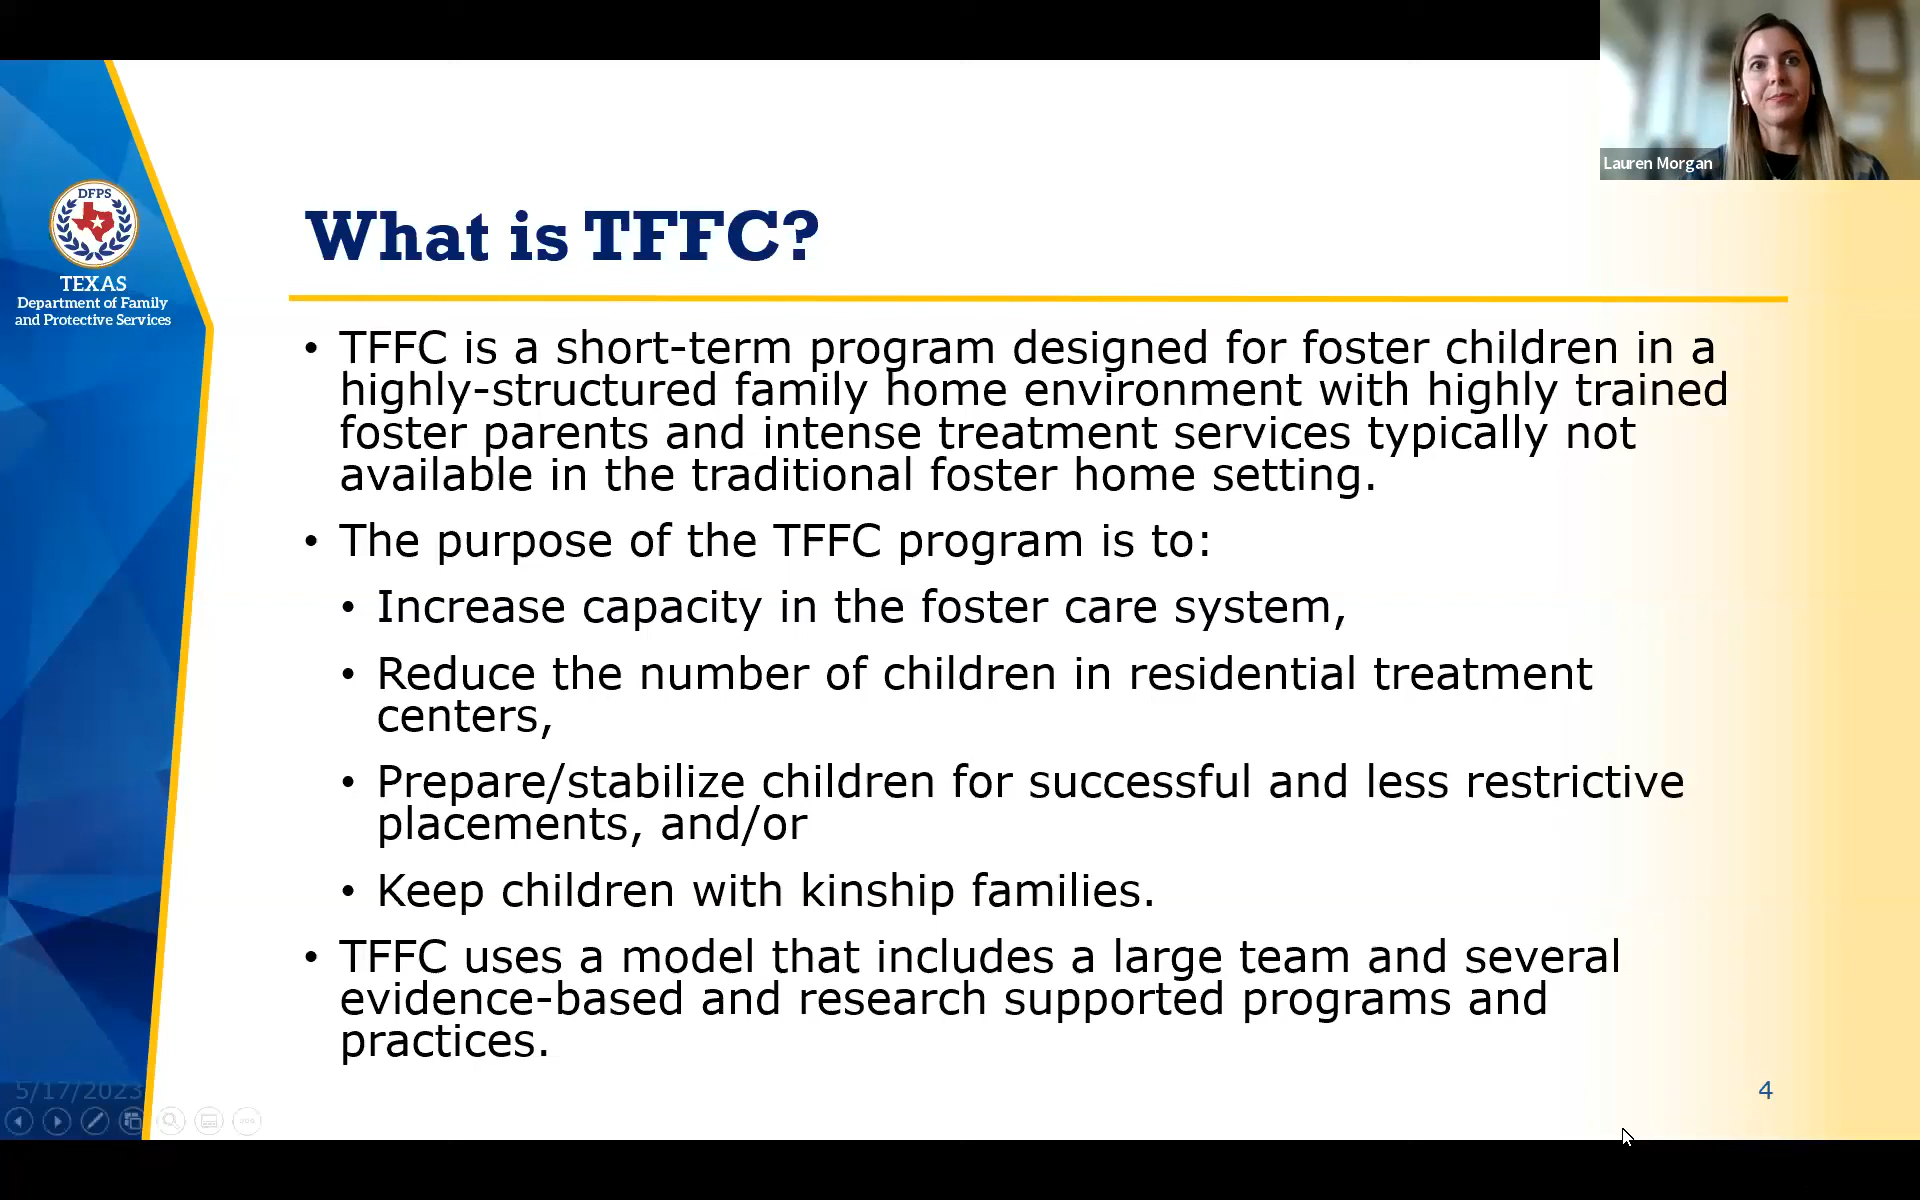 Lauren Morgan
DFPS
TEXAS
Department of Family
and Protective Services
What is TFFC?
• TFFC is a short-term program designed for foster children in a
highly-structured family home environment with highly trained
foster parents and intense treatment services typically not
available in the traditional foster home setting.
• The purpose of the TFFC program is to:
• Increase capacity in the foster care system,
• Reduce the number of children in residential treatment
centers,
• Prepare/stabilize children for successful and less restrictive
placements, and/or
• Keep children with kinship families.
• TFFC uses a model that includes a large team and several
evidence-based and research supported programs and
practices.
5/17/2023
4